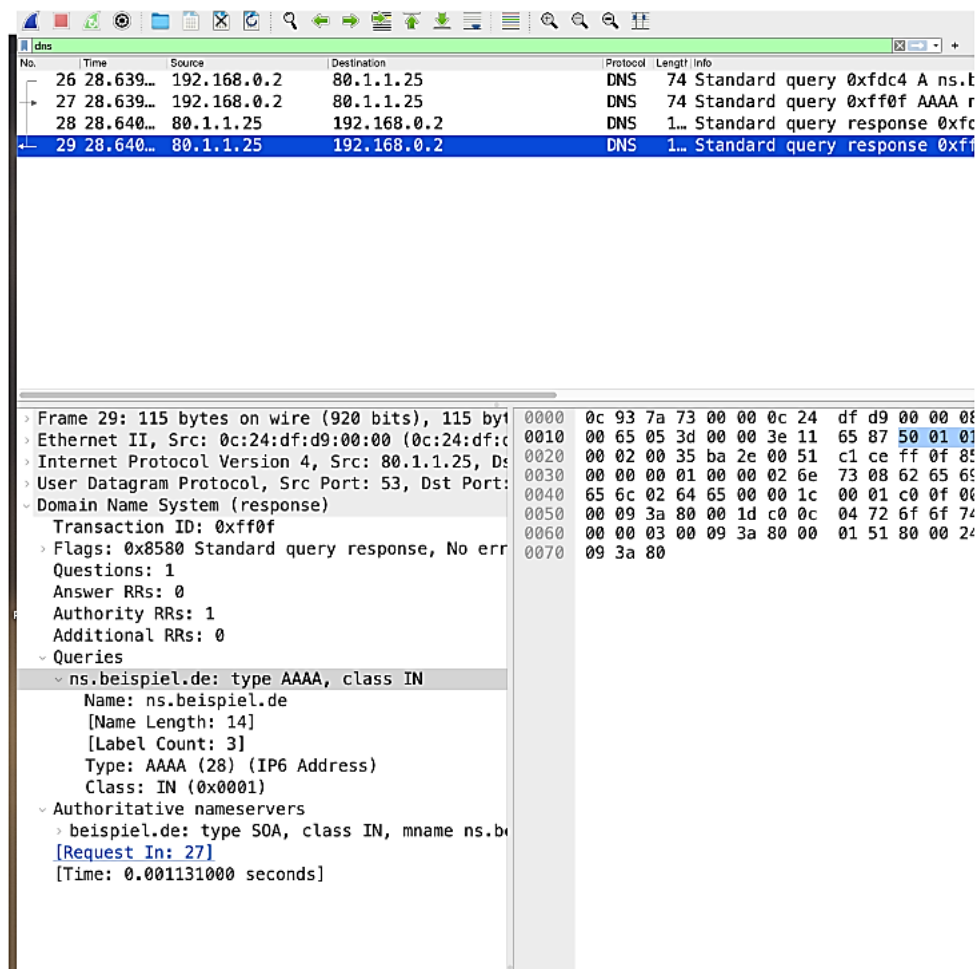 dns
+
No. Time Source Destination Protocol Length Info
26 28.639… 192.168.0.2 80.1.1.25 DNS 74 Standard query 0xfdc4 A ns.b
27 28.639… 192.168.0.2 80.1.1.25 DNS 74 Standard query 0xff0f AAAA n
28 28.640… 80.1.1.25 192.168.0.2 DNS 1… Standard query response 0xfd
29 28.640… 80.1.1.25 192.168.0.2 DNS 1… Standard query response 0xff
Frame 29: 115 bytes on wire (920 bits), 115 byt
Ethernet II, Src: 0c:24:df:d9:00:00 (0c:24:df:d
Internet Protocol Version 4, Src: 80.1.1.25, Ds
User Datagram Protocol, Src Port: 53, Dst Port:
Domain Name System (response)
Transaction ID: 0xff0f
Flags: 0x8580 Standard query response, No err
Questions: 1
Answer RRs: 0
Authority RRs: 1
Additional RRs: 0
Queries
ns.beispiel.de: type AAAA, class IN
Name: ns.beispiel.de
[Name Length: 14]
[Label Count: 3]
Type: AAAA (28) (IP6 Address)
Class: IN (0x0001)
Authoritative nameservers
beispiel.de: type SOA, class IN, mname ns.be
[Request In: 27]
[Time: 0.001131000 seconds]
0000 0c 93 7a 73 00 00 0c 24 df d9 00 00 08
0010 00 65 05 3d 00 00 3e 11 65 87 50 01 01
0020 00 02 00 35 ba 2e 00 51 c1 ce ff 0f 85
0030 00 00 00 01 00 00 02 6e 73 08 62 65 69
0040 65 6c 02 64 65 00 00 1c 00 01 c0 0f 00
0050 00 09 3a 80 00 1d c0 0c 04 72 6f 6f 74
0060 00 00 03 00 09 3a 80 00 01 51 80 00 24
0070 09 3a 80